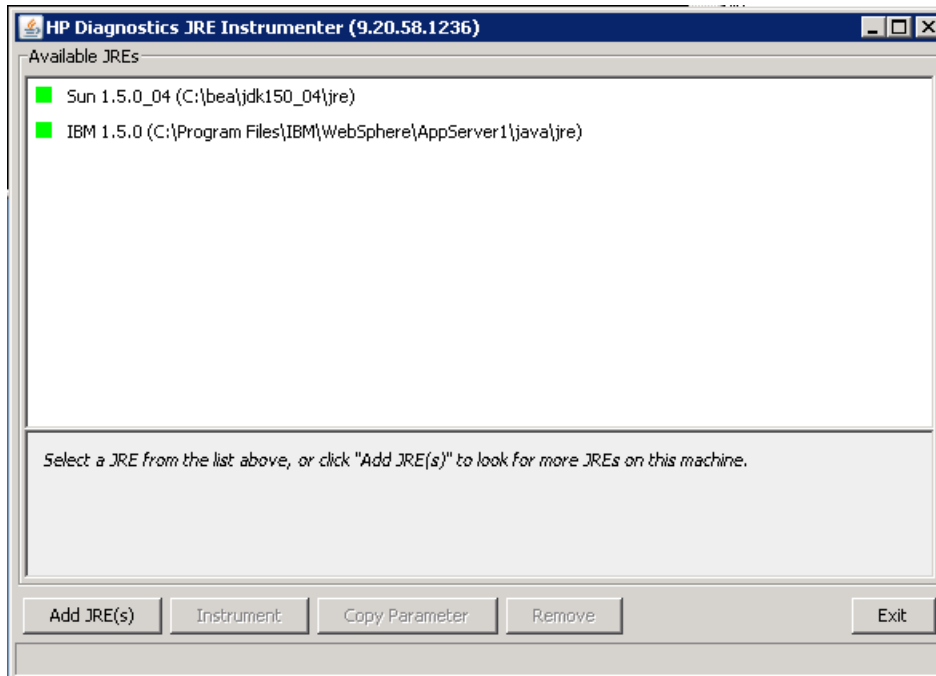 HP Diagnostics JRE Instrumenter (9.20.58.1236)
Available JREs
Sun 1.5.0_04 (C:\bea\jdk150_04\jre)
IBM 1.5.0 (C:\Program Files\IBM\WebSphere\AppServer1\java\jre)
Select a JRE from the list above, or click "Add JRE(s)" to look for more JREs on this machine.
Add JRE(s) Instrument Copy Parameter Remove Exit